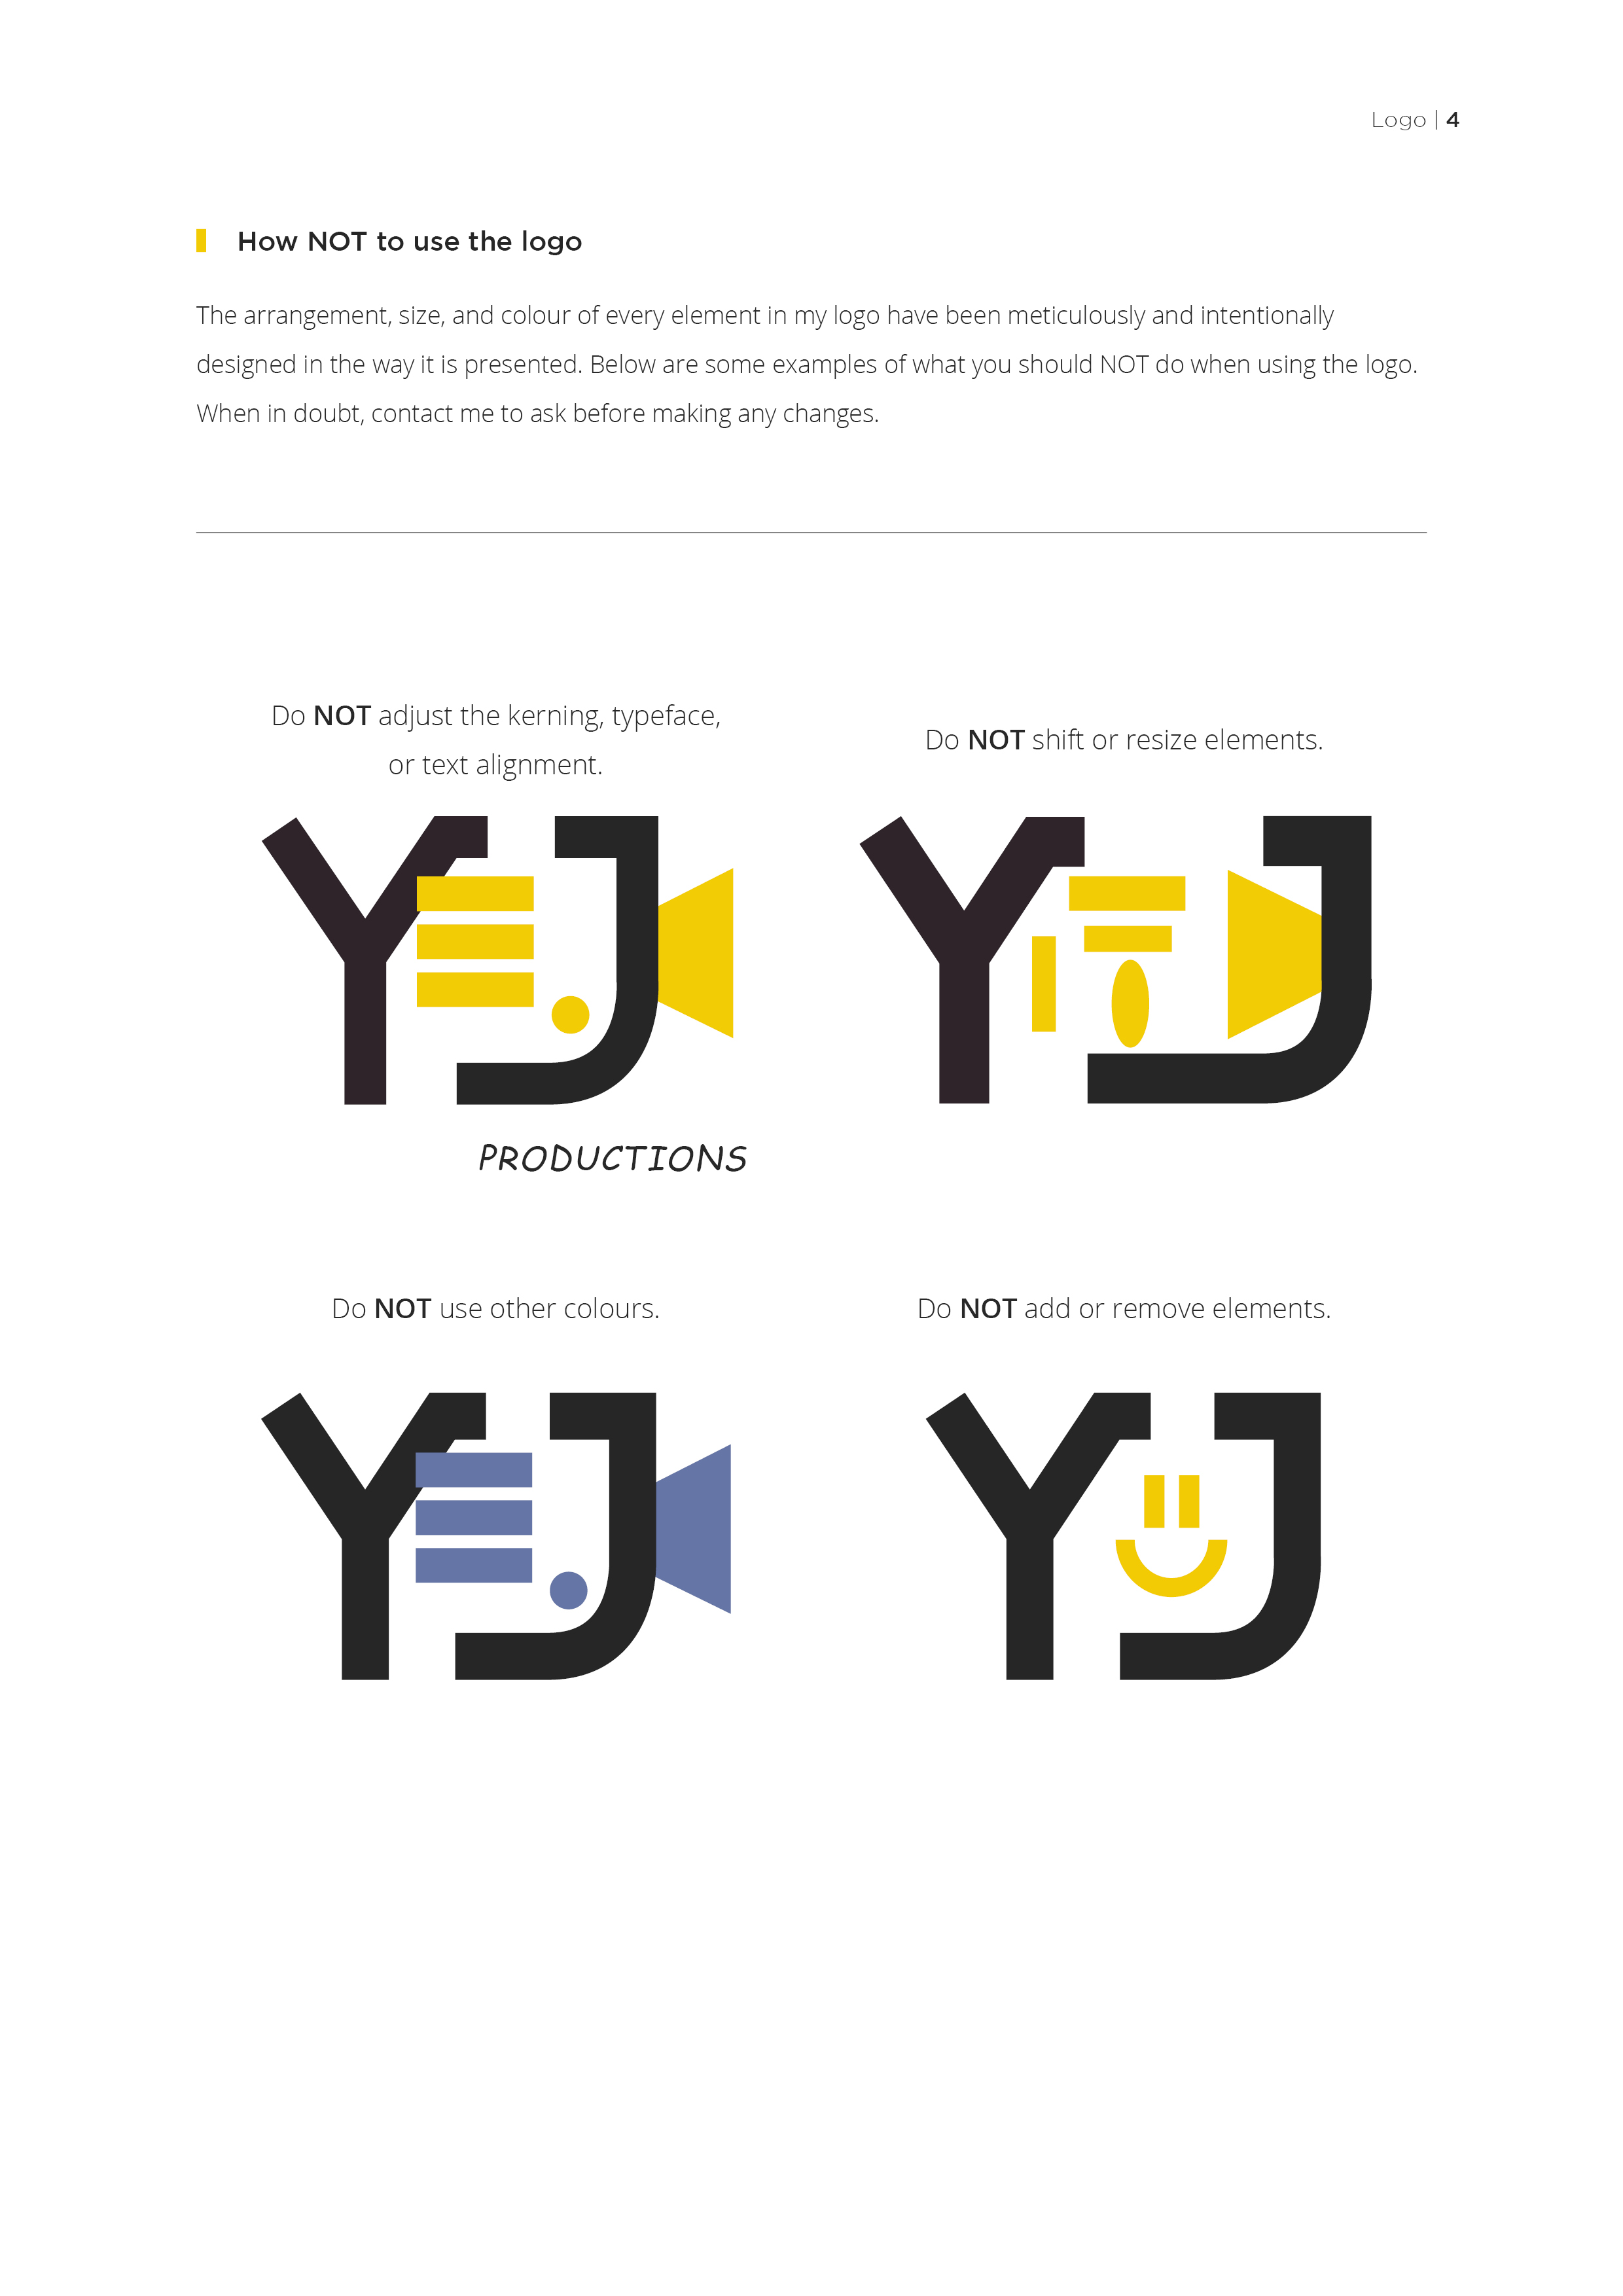 Logo | 4
How NOT to use the logo
The arrangement, size, and colour of every element in my logo have been meticulously and intentionally
designed in the way it is presented. Below are some examples of what you should NOT do when using the logo.
When in doubt, contact me to ask before making any changes.
Do NOT adjust the kerning, typeface,
or text alignment.
YJ
PRODUCTIONS
Do NOT shift or resize elements.
YJ
Do NOT use other colours.
YJ
Do NOT add or remove elements.
YJ